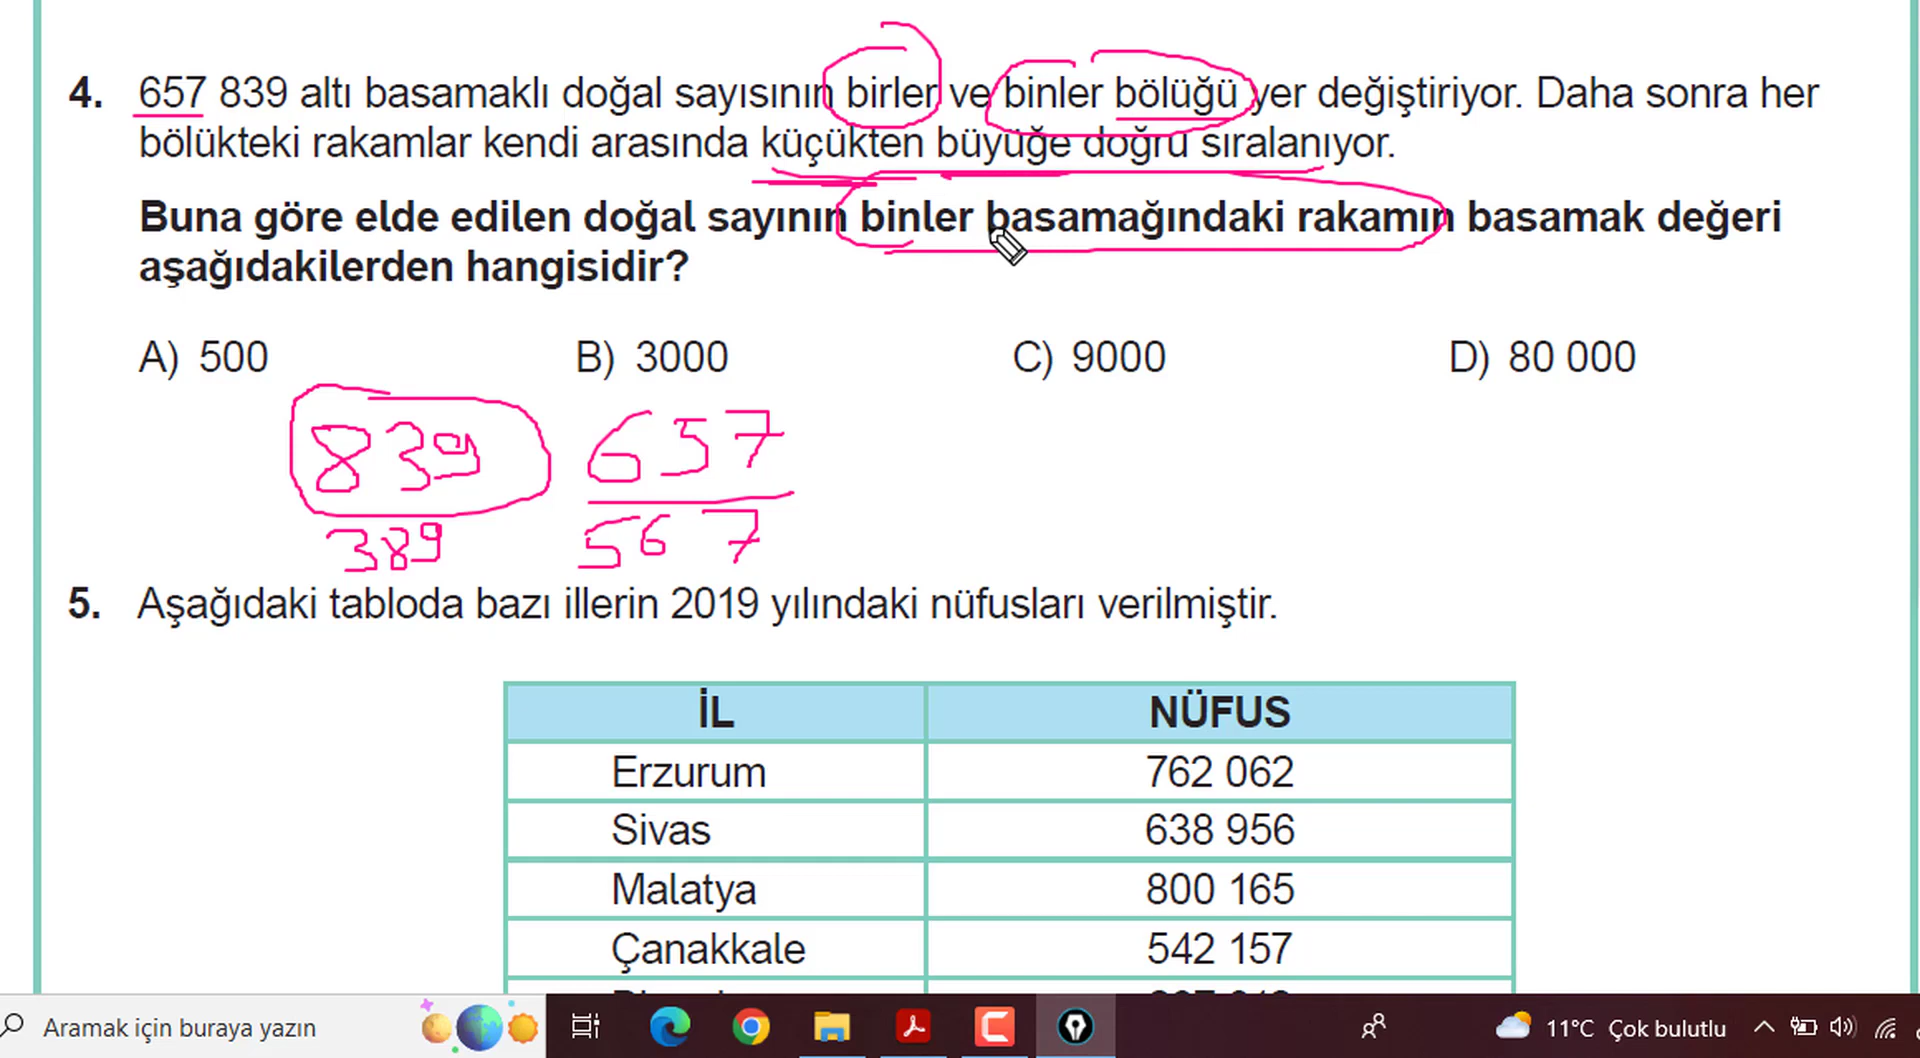 4. 657 839 altı basamaklı doğal sayısının birler ve binler bölüğü yer değiştiriyor. Daha sonra her
bölükteki rakamlar kendi arasında küçükten büyüğe doğru sıralanıyor.
Buna göre elde edilen doğal sayının binler basamağındaki rakamın basamak değeri
aşağıdakilerden hangisidir?
A) 500 B) 3000 C) 9000 D) 80 000
839 657
389 567
5. Aşağıdaki tabloda bazı illerin 2019 yılındaki nüfusları verilmiştir.
İL NÜFUS
Erzurum 762 062
Sivas 638 956
Malatya 800 165
Çanakkale 542 157
Aramak için buraya yazın 11°C Çok bulutlu